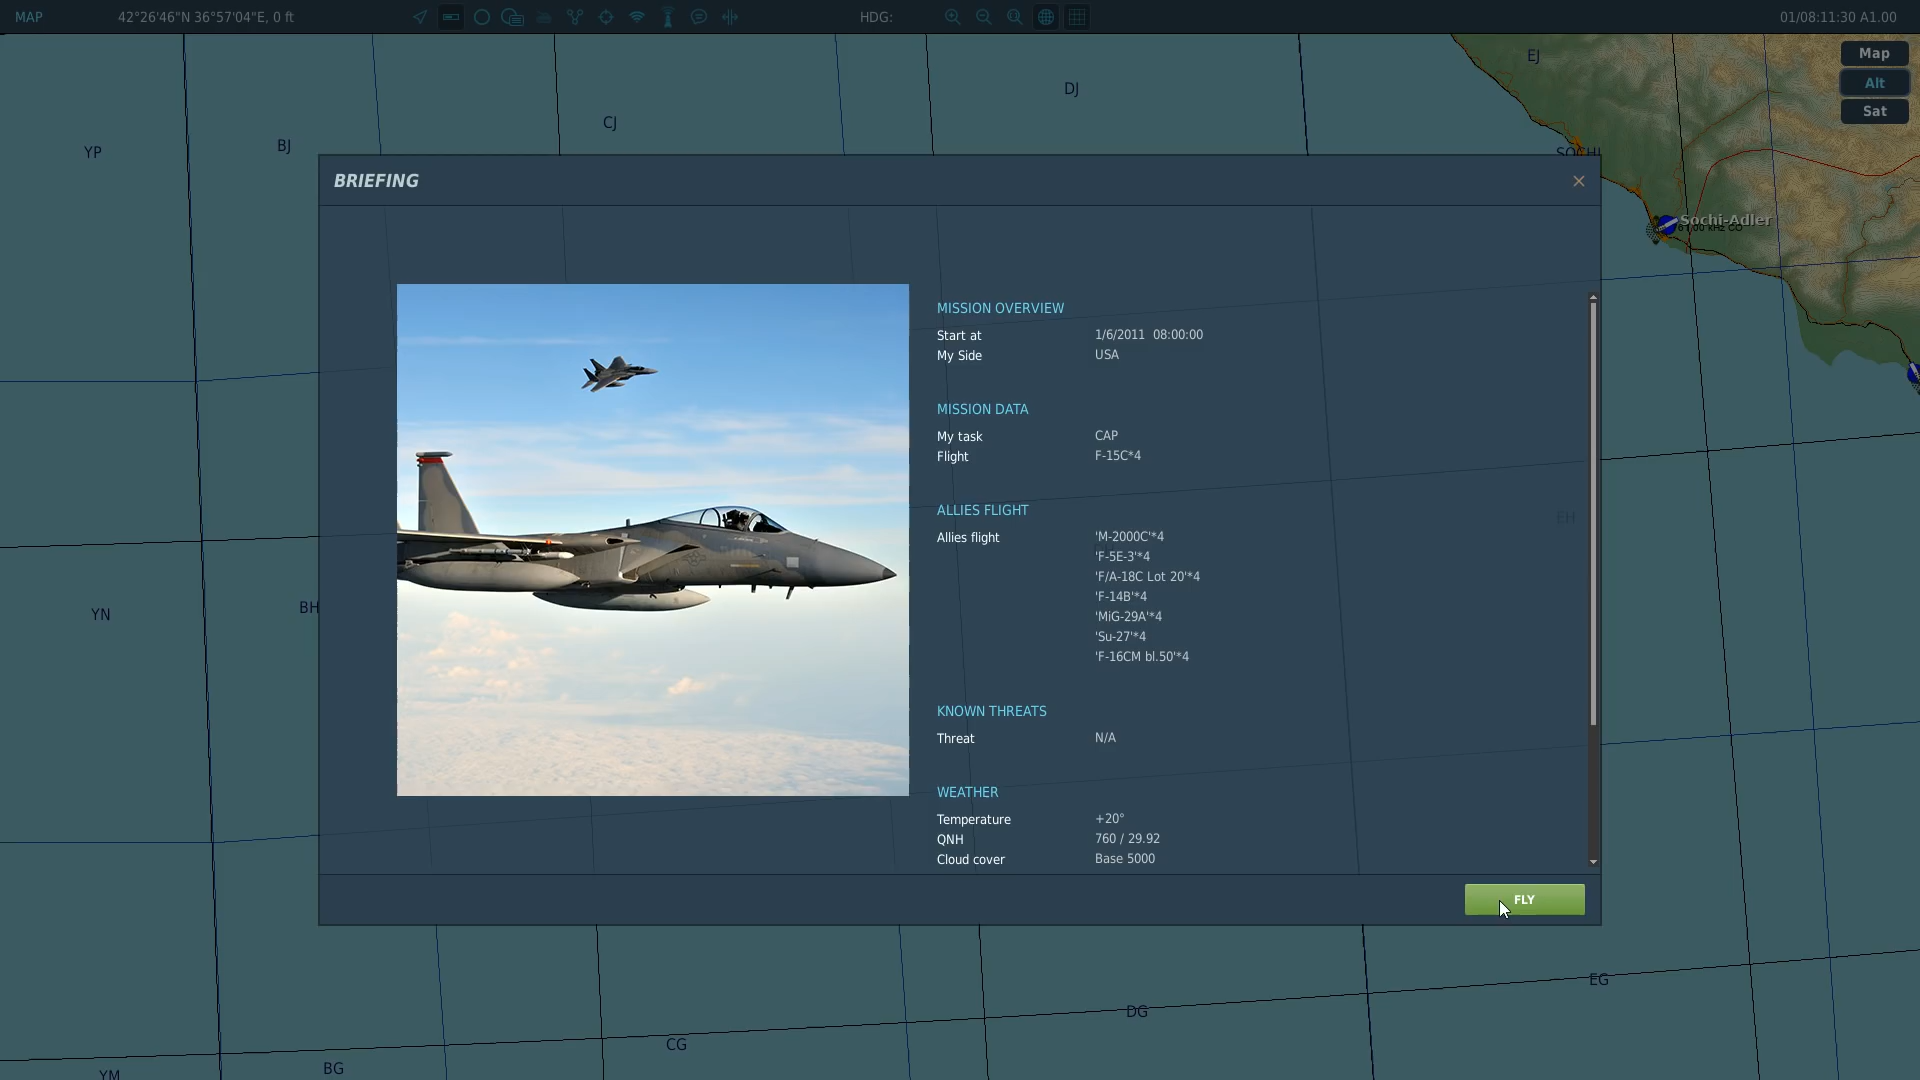 MAP 42°26'46"N 36°57'04"E, 0 ft HDG: 01/08:11:30 A1.00
Map
Alt
Sat
EJ
DJ
CJ
BJ
YP
SOCHI
Sochi-Adler
BRIEFING
MISSION OVERVIEW
Start at 1/6/2011 08:00:00
My Side USA
MISSION DATA
My task CAP
Flight F-15C*4
ALLIES FLIGHT
Allies flight 'M-2000C'*4
'F-5E-3'*4
'F/A-18C Lot 20'*4
'F-14B'*4
'MiG-29A'*4
'Su-27'*4
'F-16CM bl.50'*4
EH
BH
YN
KNOWN THREATS
Threat N/A
WEATHER
Temperature +20°
QNH 760 / 29.92
Cloud cover Base 5000
FLY
EG
DG
CG
BG
YM